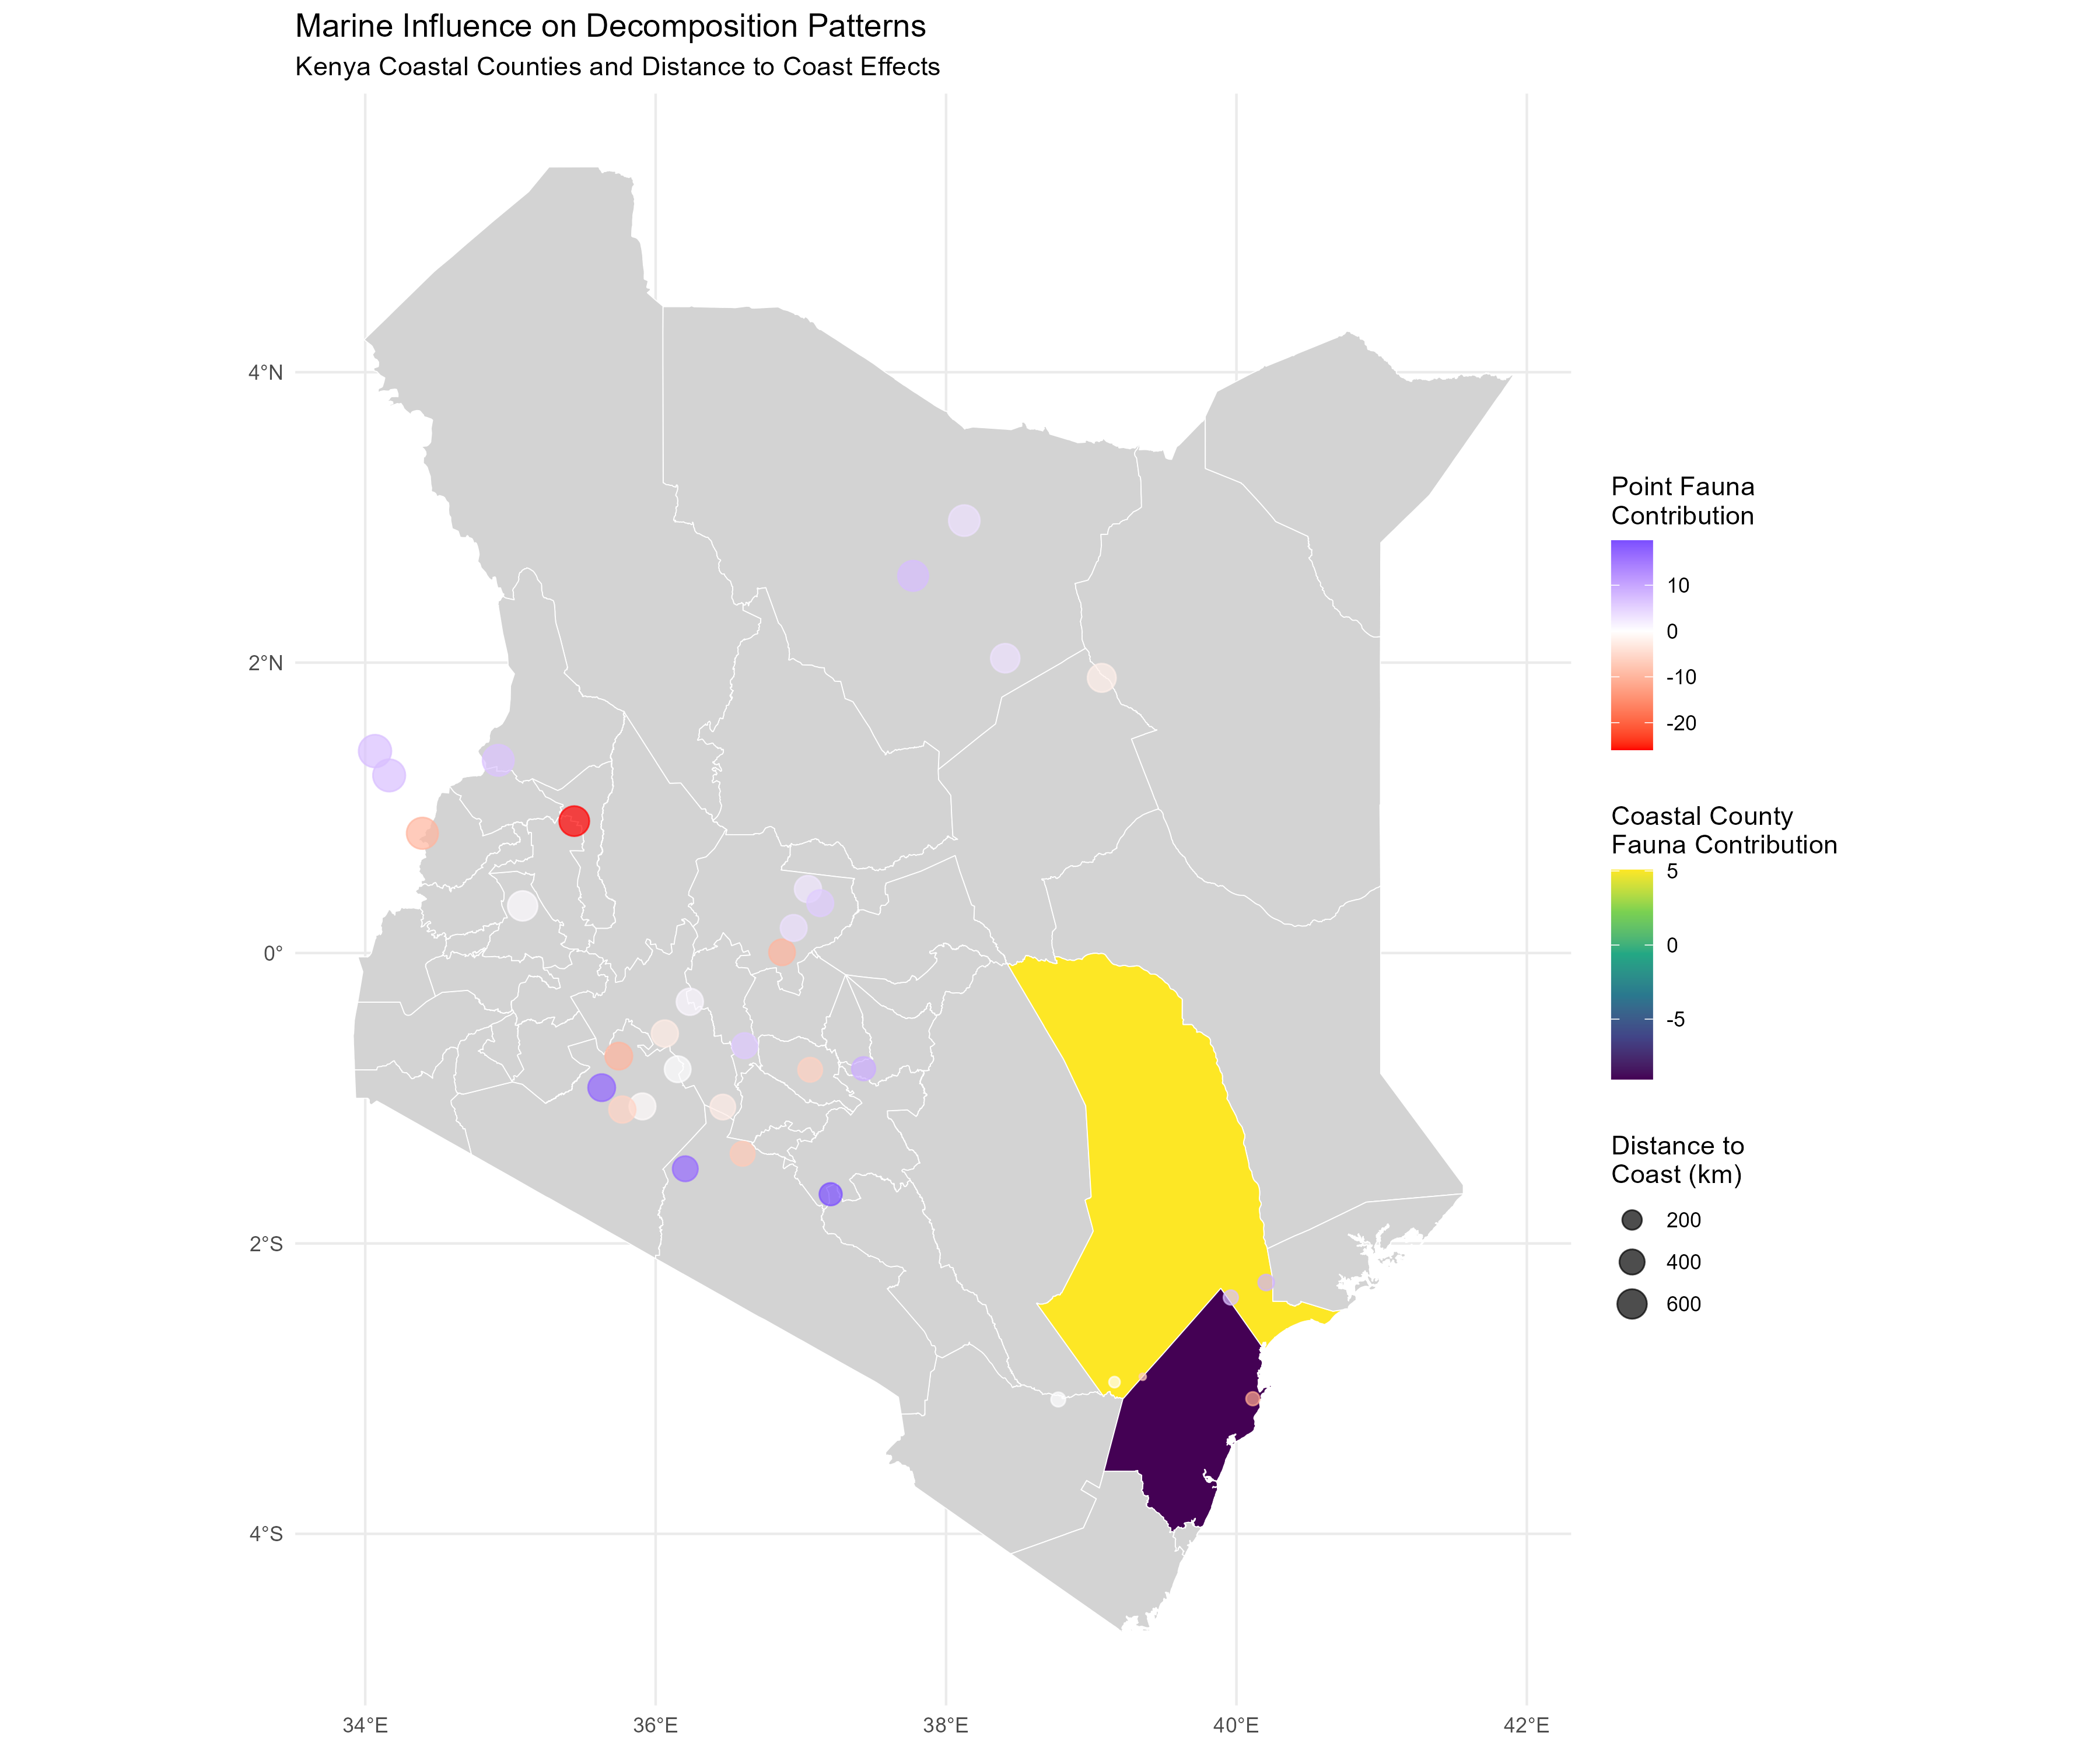 Marine Influence on Decomposition Patterns
Kenya Coastal Counties and Distance to Coast Effects
4°N
2°N
0°
2°S
4°S
34°E
36°E
38°E
40°E
42°E
Point Fauna
Contribution
10
0
-10
-20
Coastal County
Fauna Contribution
5
0
-5
Distance to
Coast (km)
200
400
600